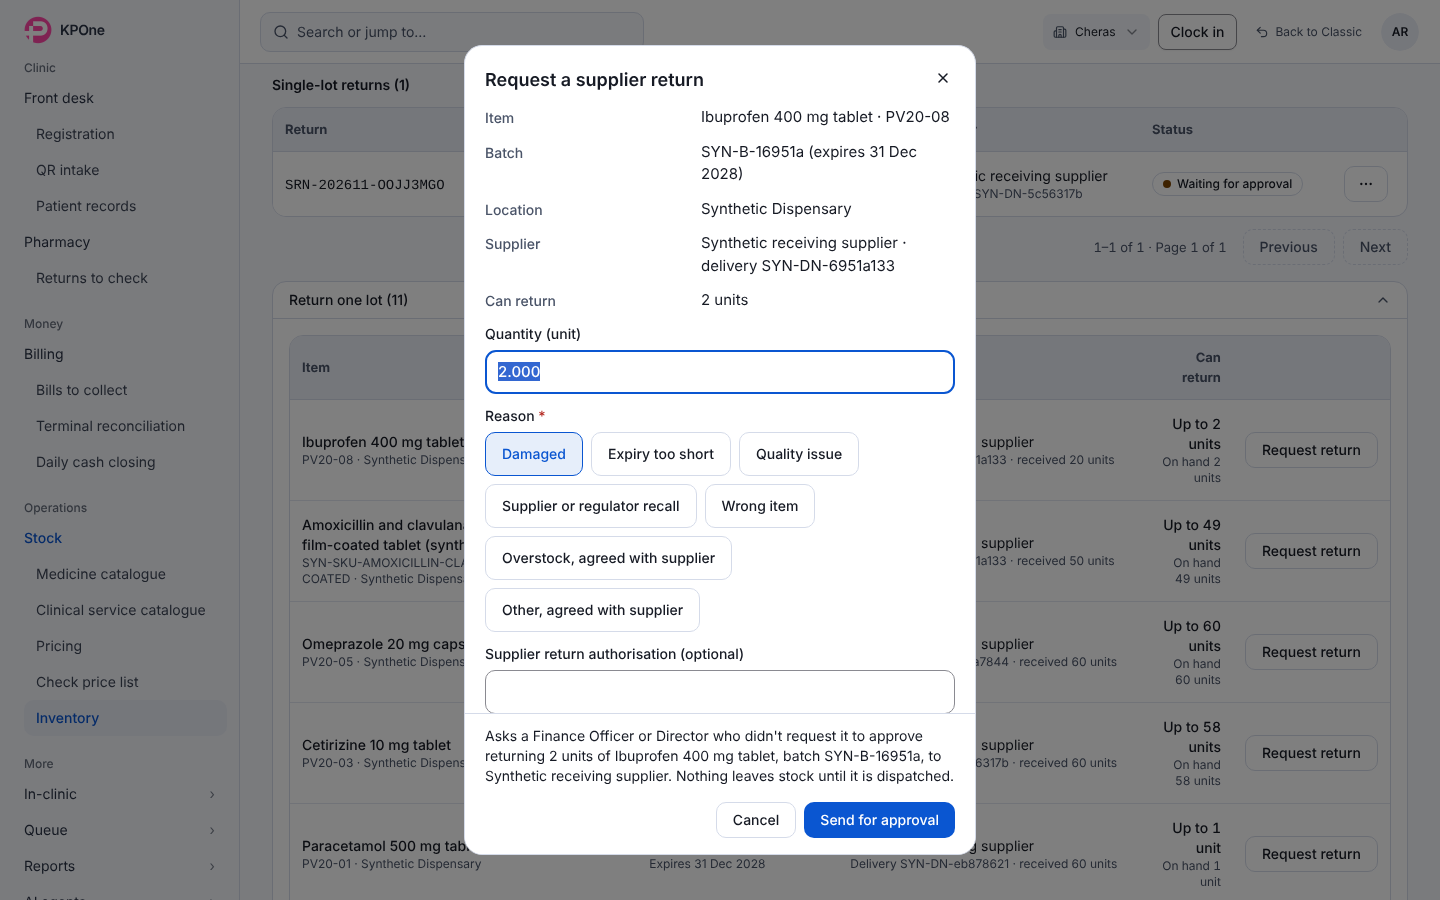 KPOne
Clinic
Front desk
Registration
QR intake
Patient records
Pharmacy
Returns to check
Money
Billing
Bills to collect
Terminal reconciliation
Daily cash closing
Operations
Stock
Medicine catalogue
Clinical service catalogue
Pricing
Check price list
Inventory
More
In-clinic
Queue
Reports
Search or jump to...
Cheras
Clock in
Back to Classic
AR
Single-lot returns (1)
Return
Status
SRN-202611-OOJJ3MGO
ic receiving supplier
SYN-DN-5c56317b
Waiting for approval
1–1 of 1 · Page 1 of 1
Previous
Next
Return one lot (11)
Item
Can
return
Ibuprofen 400 mg tablet
PV20-08 · Synthetic Dispens
supplier
1a133 · received 20 units
Up to 2
units
On hand 2
units
Request return
Amoxicillin and clavulana
film-coated tablet (synth
SYN-SKU-AMOXICILLIN-CLA
COATED · Synthetic Dispensa
supplier
1a133 · received 50 units
Up to 49
units
On hand
49 units
Request return
Omeprazole 20 mg caps
PV20-05 · Synthetic Dispens
supplier
a7844 · received 60 units
Up to 60
units
On hand
60 units
Request return
Cetirizine 10 mg tablet
PV20-03 · Synthetic Dispens
supplier
6317b · received 60 units
Up to 58
units
On hand
58 units
Request return
Paracetamol 500 mg tab
PV20-01 · Synthetic Dispensary
Expires 31 Dec 2028
supplier
Delivery SYN-DN-eb878621 · received 60 units
Up to 1
unit
On hand 1
unit
Request return
Request a supplier return
Item
Ibuprofen 400 mg tablet · PV20-08
Batch
SYN-B-16951a (expires 31 Dec
2028)
Location
Synthetic Dispensary
Supplier
Synthetic receiving supplier ·
delivery SYN-DN-6951a133
Can return
2 units
Quantity (unit)
2.000
Reason *
Damaged
Expiry too short
Quality issue
Supplier or regulator recall
Wrong item
Overstock, agreed with supplier
Other, agreed with supplier
Supplier return authorisation (optional)
Asks a Finance Officer or Director who didn't request it to approve
returning 2 units of Ibuprofen 400 mg tablet, batch SYN-B-16951a, to
Synthetic receiving supplier. Nothing leaves stock until it is dispatched.
Cancel
Send for approval